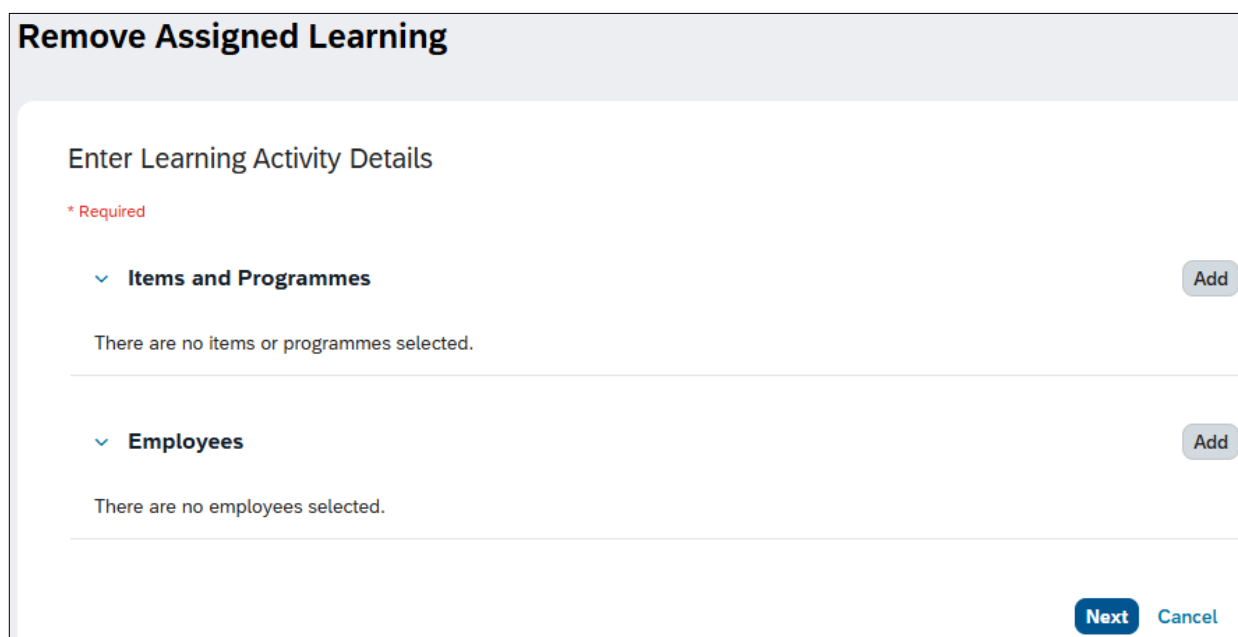 Remove Assigned Learning
Enter Learning Activity Details
* Required
Items and Programmes Add
There are no items or programmes selected.
Employees Add
There are no employees selected.
Next Cancel